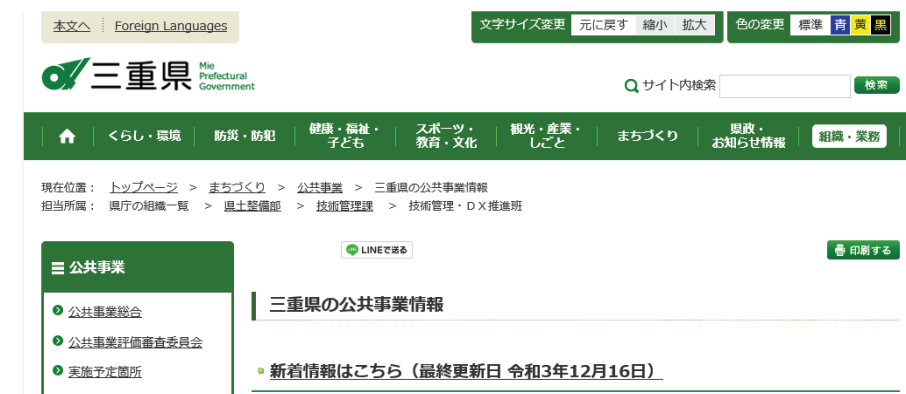 本文へ Foreign Languages 文字サイズ変更 元に戻す 縮小 拡大 色の変更 標準 青 黄 黒
三重県 Mie Prefectural Government
サイト内検索 検索
くらし・環境 防災・防犯 健康・福祉・子ども スポーツ・教育・文化 観光・産業・しごと まちづくり 県政・お知らせ情報 組織・業務
現在位置: トップページ > まちづくり > 公共事業 > 三重県の公共事業情報
担当所属: 県庁の組織一覧 > 県土整備部 > 技術管理課 > 技術管理・DX推進班
LINEで送る 印刷する
公共事業
三重県の公共事業情報
公共事業総合
公共事業評価審査委員会
実施予定箇所
新着情報はこちら(最終更新日 令和3年12月16日)